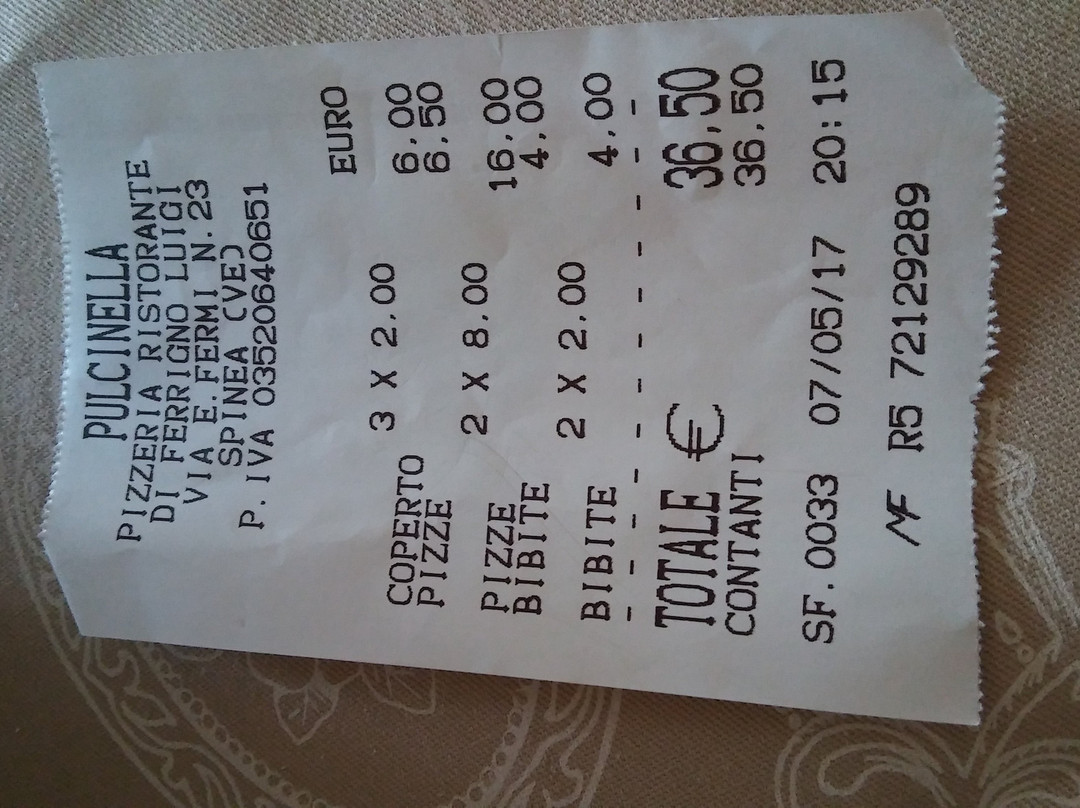 PULCINELLA
PIZZERIA RISTORANTE
DI FERRIGNO LUIGI
VIA E.FERMI N.23
SPINEA (VE)
P.IVA 03520640651
EURO
3 X 2.00
COPERTO 6.00
PIZZE 6.50
2 X 8.00
PIZZE 16.00
BIBITE 4.00
2 X 2.00
BIBITE 4.00
TOTALE € 36.50
CONTANTI 36.50
SF.0033 07/05/17 20:15
MF R5 72129289